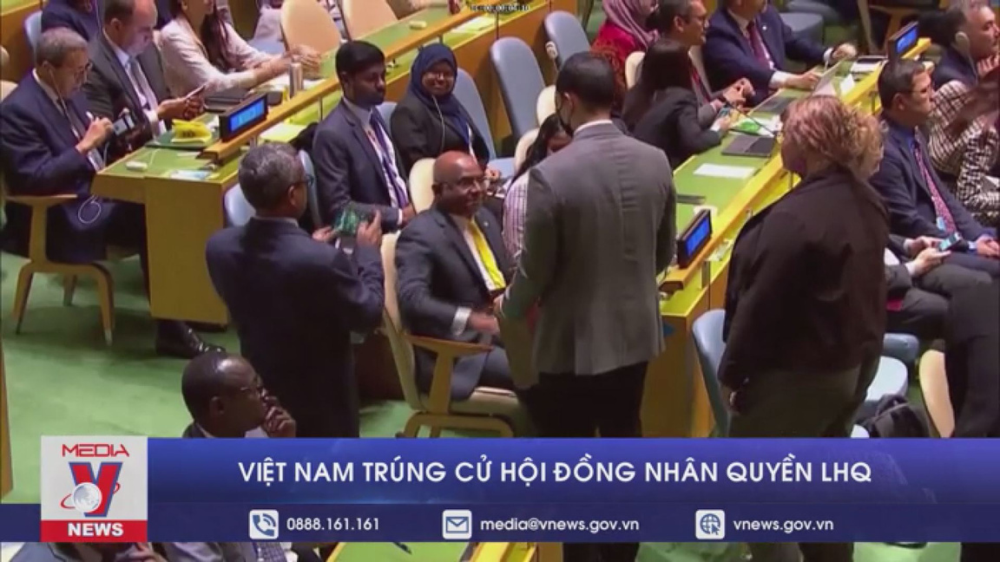 VIỆT NAM TRÚNG CỬ HỘI ĐỒNG NHÂN QUYỀN LHQ
MEDIA
V
NEWS
0888.161.161
media@vnews.gov.vn
vnews.gov.vn